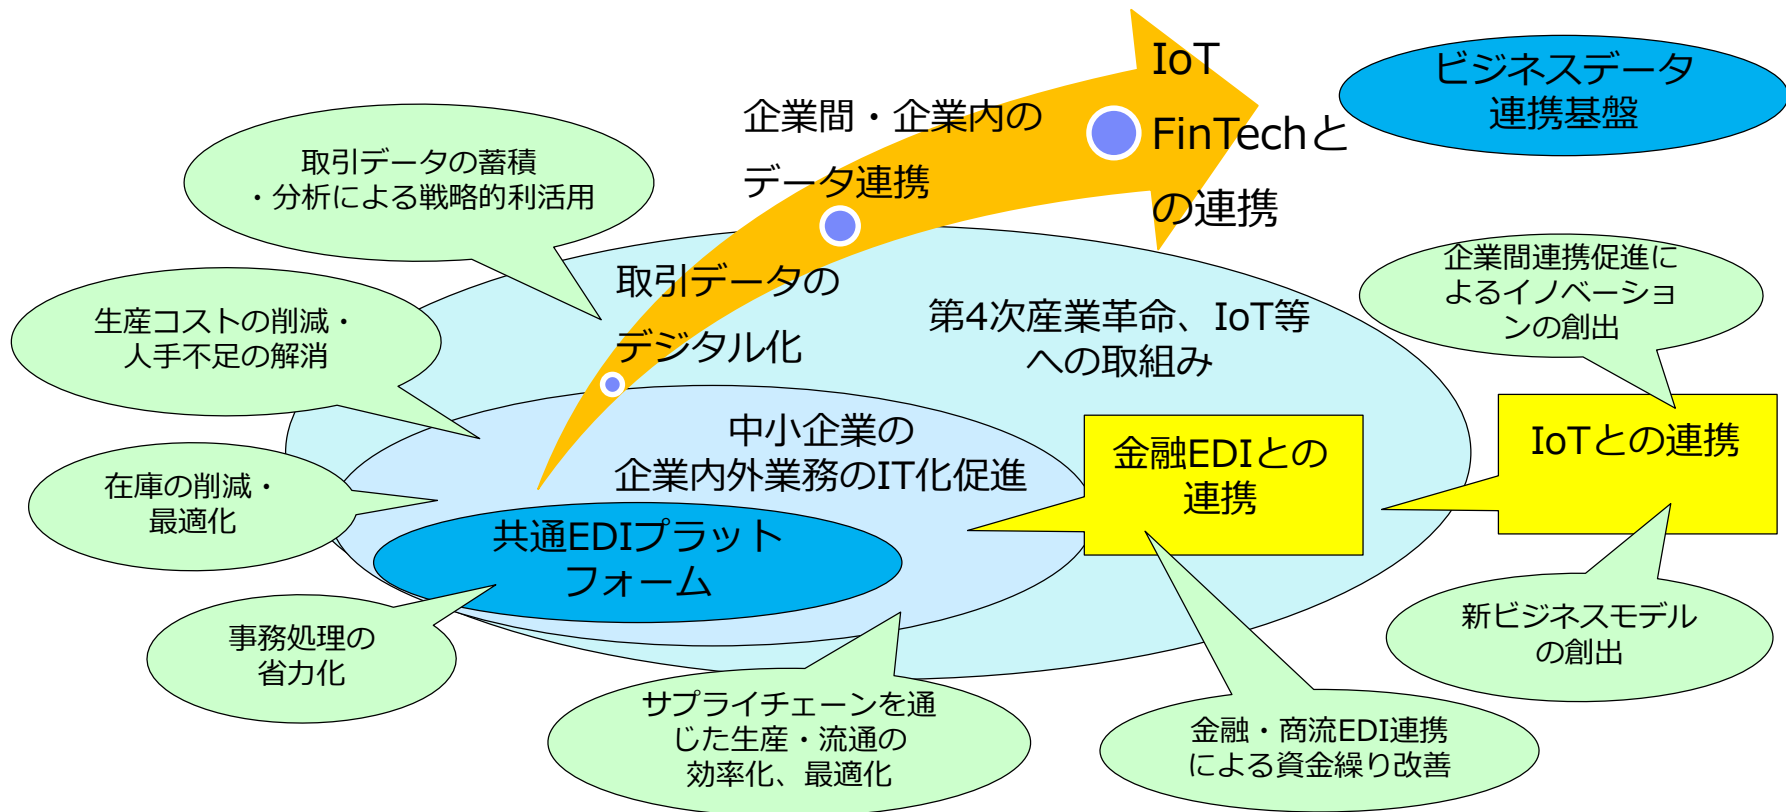 IoT
FinTechと
の連携
ビジネスデータ
連携基盤
企業間・企業内の
データ連携
取引データの蓄積
・分析による戦略的利活用
取引データの
デジタル化
第4次産業革命、IoT等
への取組み
企業間連携促進に
よるイノベーショ
ンの創出
生産コストの削減・
人手不足の解消
中小企業の
企業内外業務のIT化促進
金融EDIとの
連携
IoTとの連携
在庫の削減・
最適化
共通EDIプラット
フォーム
事務処理の
省力化
新ビジネスモデル
の創出
サプライチェーンを通
じた生産・流通の
効率化、最適化
金融・商流EDI連携
による資金繰り改善